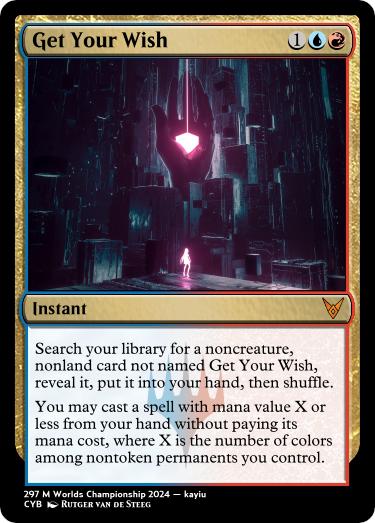 Get Your Wish 1
Instant
Search your library for a noncreature,
nonland card not named Get Your Wish,
reveal it, put it into your hand, then shuffle.
You may cast a spell with mana value X or
less from your hand without paying its
mana cost, where X is the number of colors
among nontoken permanents you control.
297 M Worlds Championship 2024 — kayiu
CYB Rutger van de Steeg